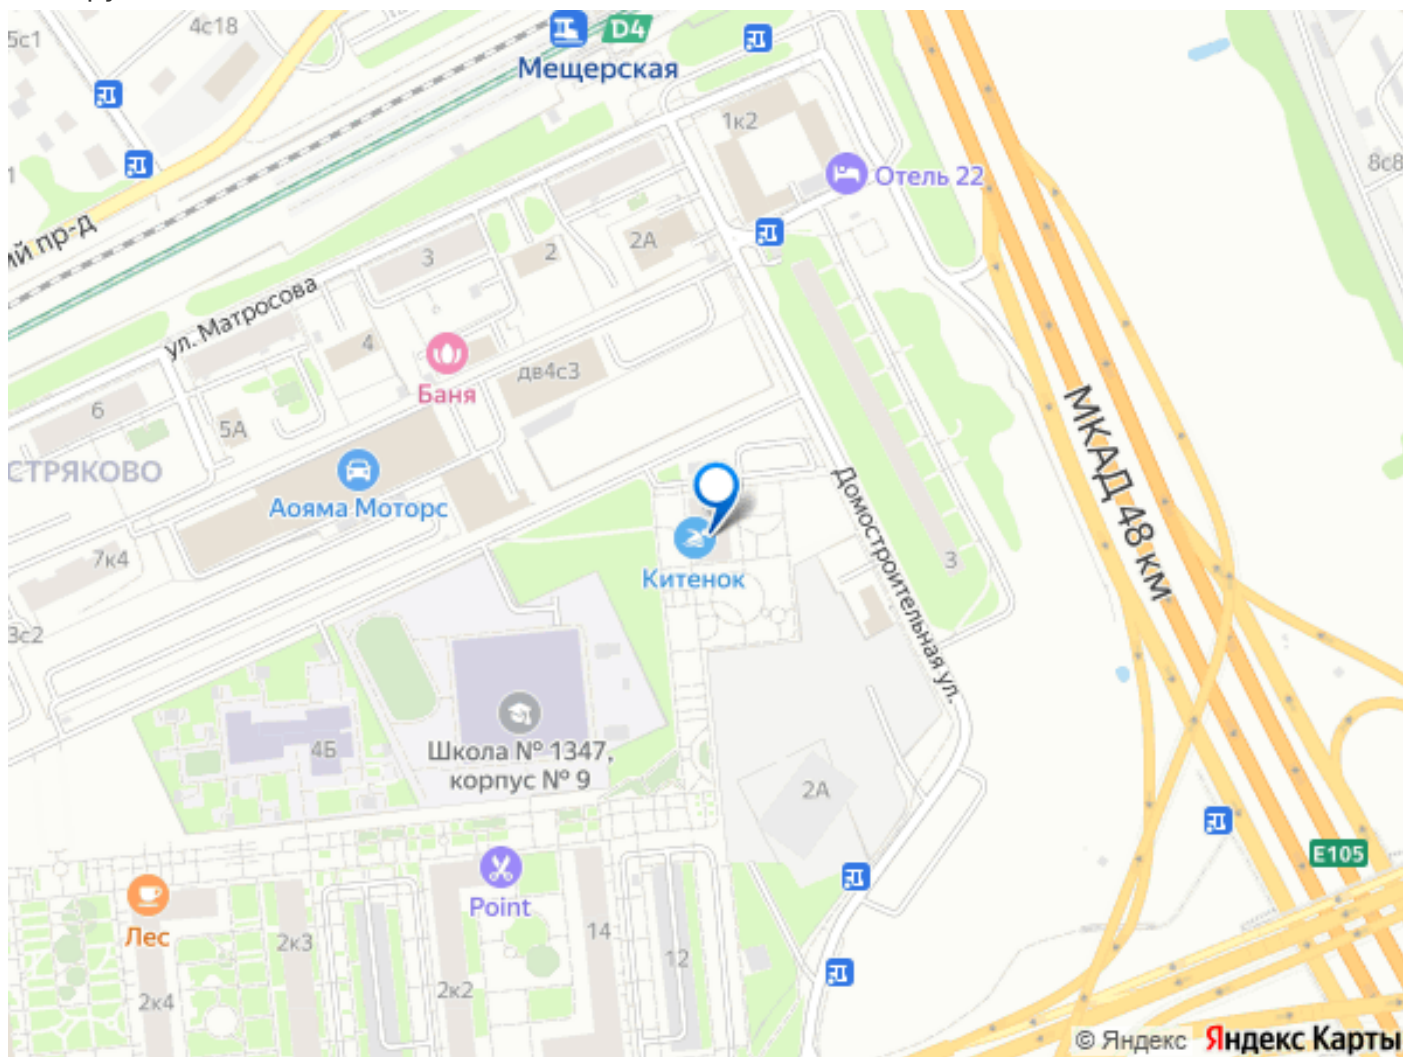 5с1
4с18
D4
Мещерская
1к2
8с8
Отель 22
ий пр-д
2А
2
3
ул. Матросова
4
Баня
дв4с3
6
5А
СТРЯКОВО
Аояма Моторс
МКАД 48 км
Домостроительная ул.
7к4
Китенок
3
3с2
4Б
Школа № 1347,
корпус № 9
2А
Е105
Point
Лес
2к3
14
12
2к4
2к2
© Яндекс Яндекс Карты